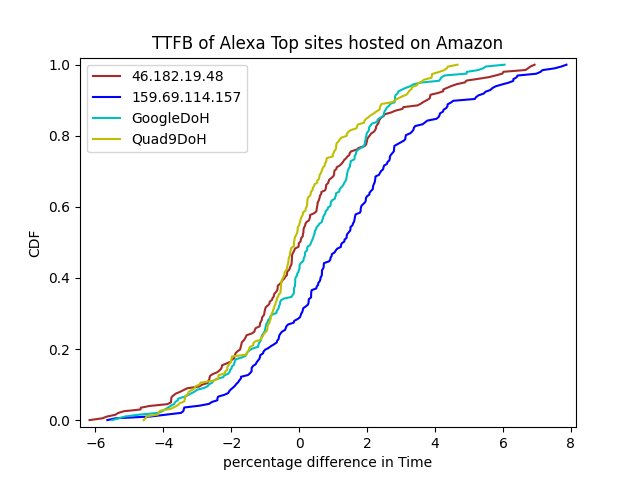 TTFB of Alexa Top sites hosted on Amazon
1.0
46.182.19.48
159.69.114.157
GoogleDoH
Quad9DoH
0.8
0.6
CDF
0.4
0.2
0.0
−6 −4 −2 0 2 4 6 8
percentage difference in Time